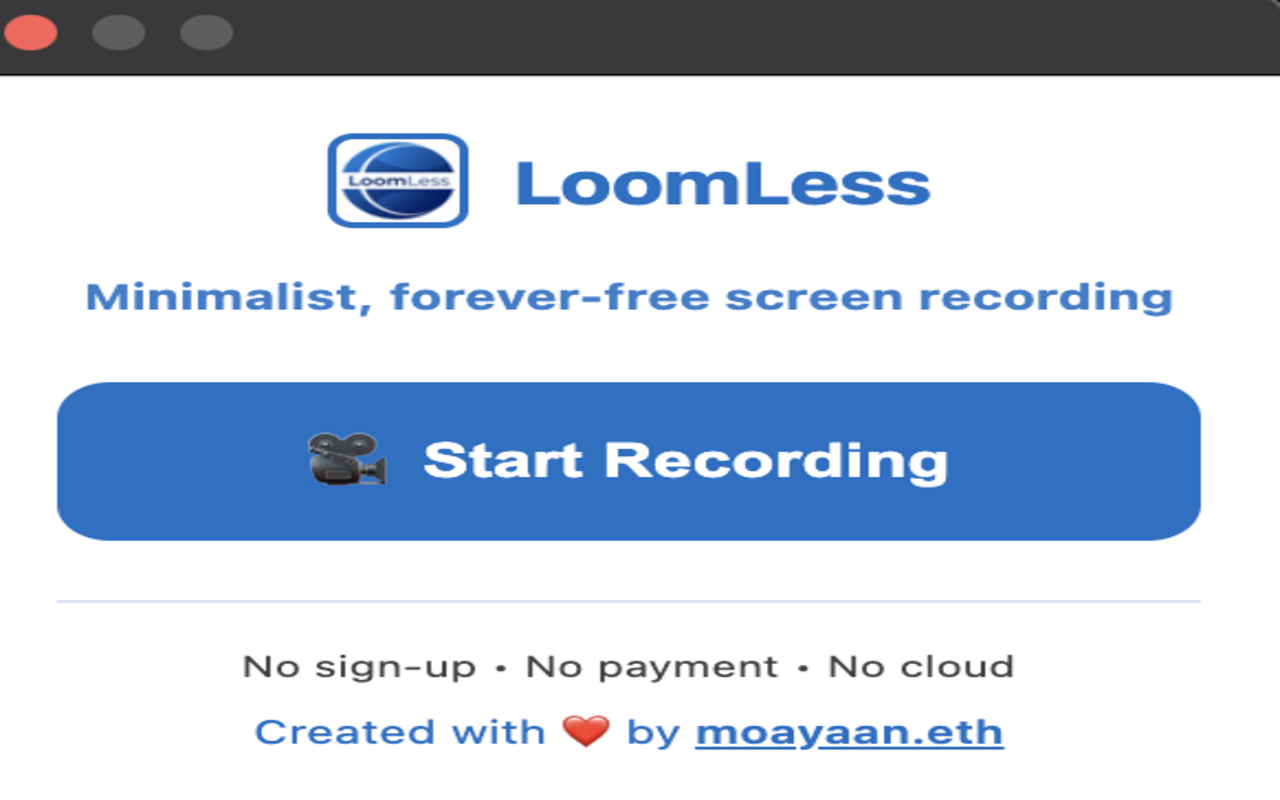 LoomLess
LoomLess
Minimalist, forever-free screen recording
🎥 Start Recording
No sign-up • No payment • No cloud
Created with ❤️ by moayaan.eth